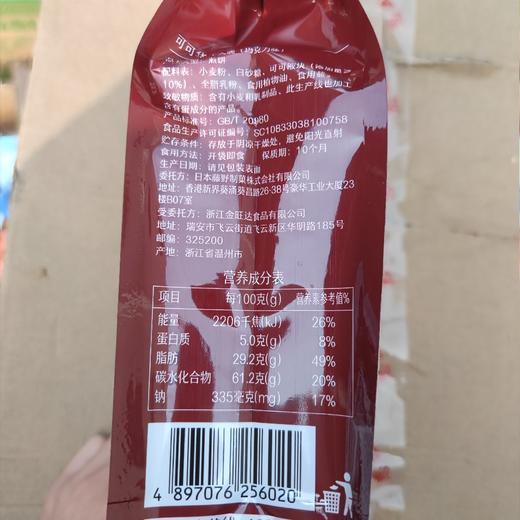 可可
(巧克力味)
煎饼
配料表：小麦粉、白砂糖、可可液块(添加量
10%)、全脂乳粉、食用植物油、食用
致敏物质：含有小麦和乳制品，此生产线也加工
含有蛋成分的产品。
产品标准号：GB/T 20980
食品生产许可证编号：SC10833038100758
贮存条件：存放于阴凉干燥处，避免阳光直射
食用方法：开袋即食 保质期：10个月
生产日期：请见包装表面
委托方：日本藤野制菓株式会社有限公司
地址：香港新界葵涌葵昌路26-38号豪华工业大厦23
楼B07室
受委托方：浙江金旺达食品有限公司
地址：瑞安市飞云街道飞云新区华明路185号
邮编：325200
产地：浙江省温州市
营养成分表
项目 每100克(g) 营养素参考值%
能量 2206千焦(kJ) 26%
蛋白质 5.0克(g) 8%
脂肪 29.2克(g) 49%
碳水化合物 61.2克(g) 20%
钠 335毫克(mg) 17%
4 897076 256020